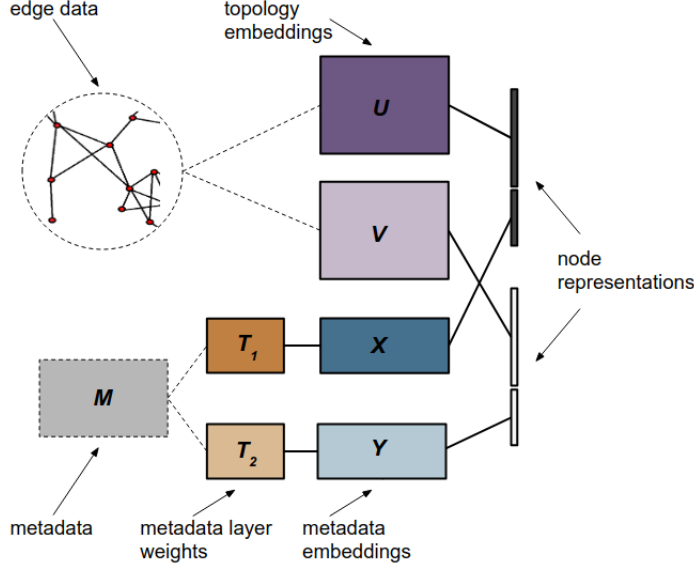 edge data
topology
embeddings
U
V
node
representations
T1
X
M
T2
Y
metadata
metadata layer
weights
metadata
embeddings